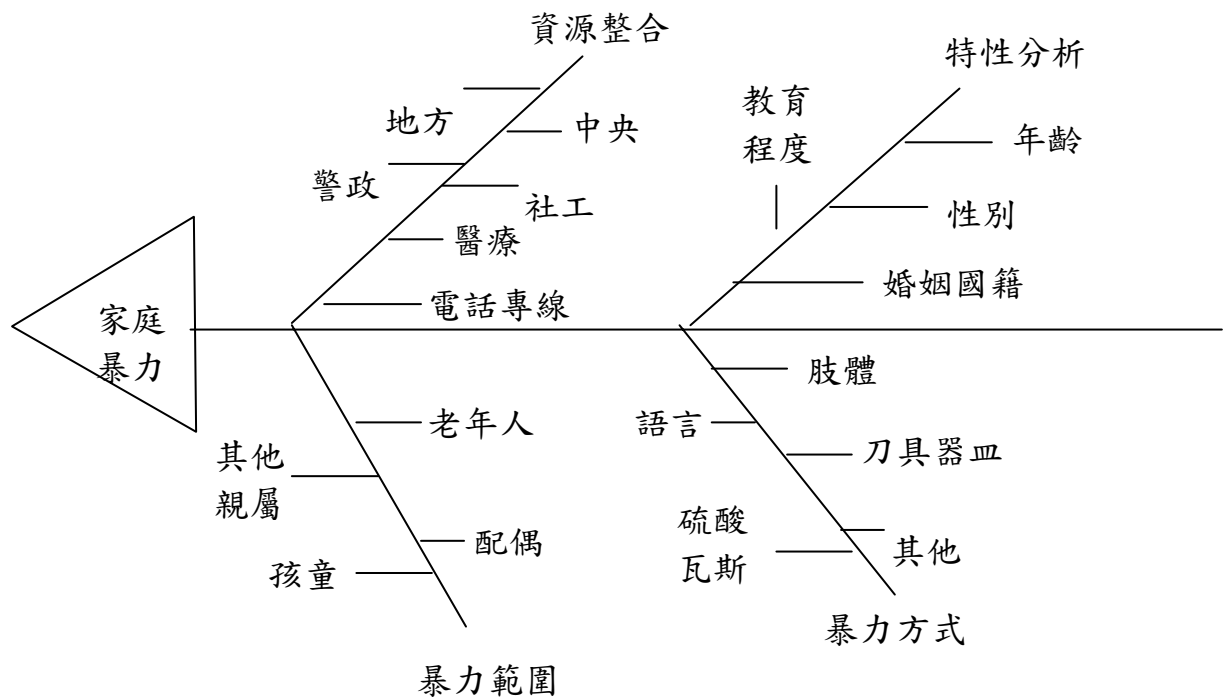 資源整合
特性分析
地方
中央
教育
程度
年齡
警政
社工
性別
醫療
婚姻國籍
電話專線
家庭
暴力
肢體
語言
老年人
刀具器皿
其他
親屬
硫酸
瓦斯
配偶
其他
孩童
暴力方式
暴力範圍